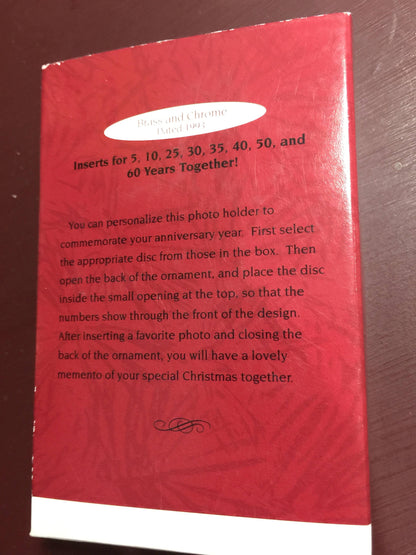 Brass and Chrome
Dated 1993
Inserts for 5, 10, 25, 30, 35, 40, 50, and
60 Years Together!
You can personalize this photo holder to
commemorate your anniversary year. First select
the appropriate disc from those in the box. Then
open the back of the ornament, and place the disc
inside the small opening at the top, so that the
numbers show through the front of the design.
After inserting a favorite photo and closing the
back of the ornament, you will have a lovely
memento of your special Christmas together.